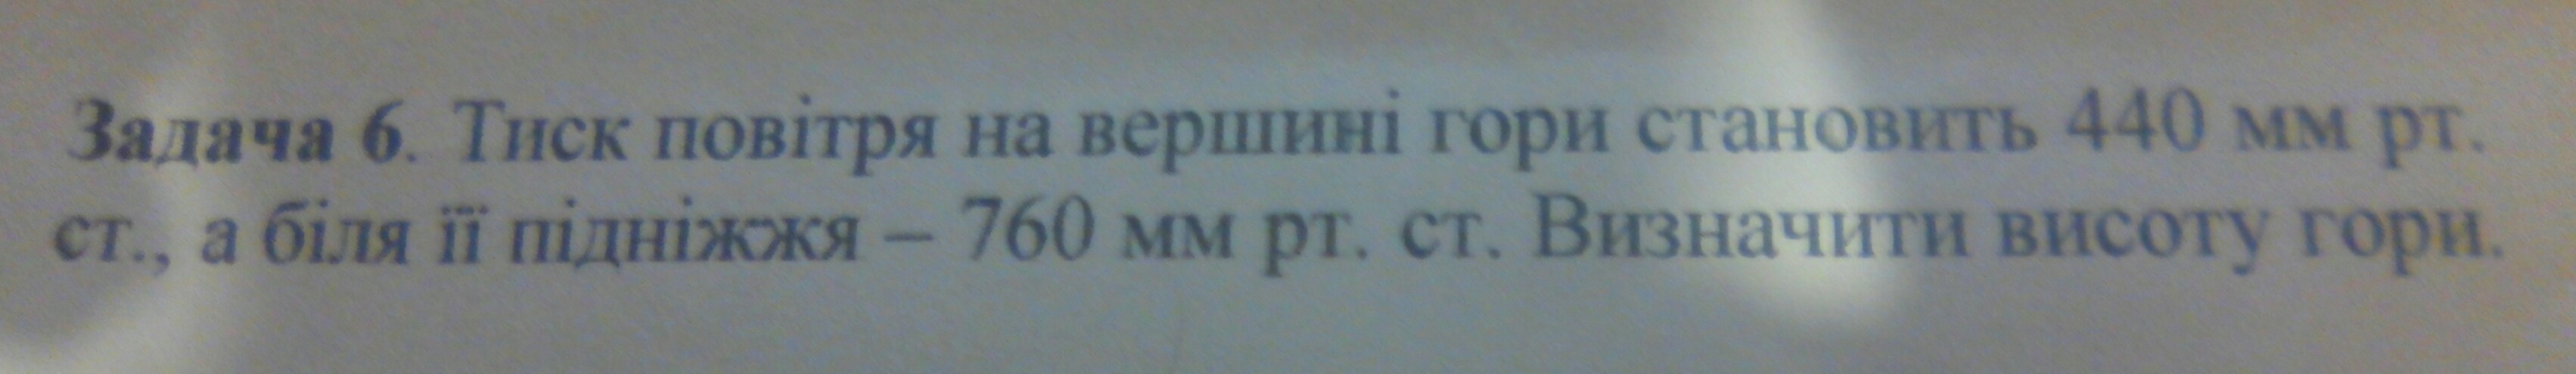 Задача 6. Тиск повітря на вершині гори становить 440 мм рт.
ст., а біля її підніжжя – 760 мм рт. ст. Визначити висоту гори.